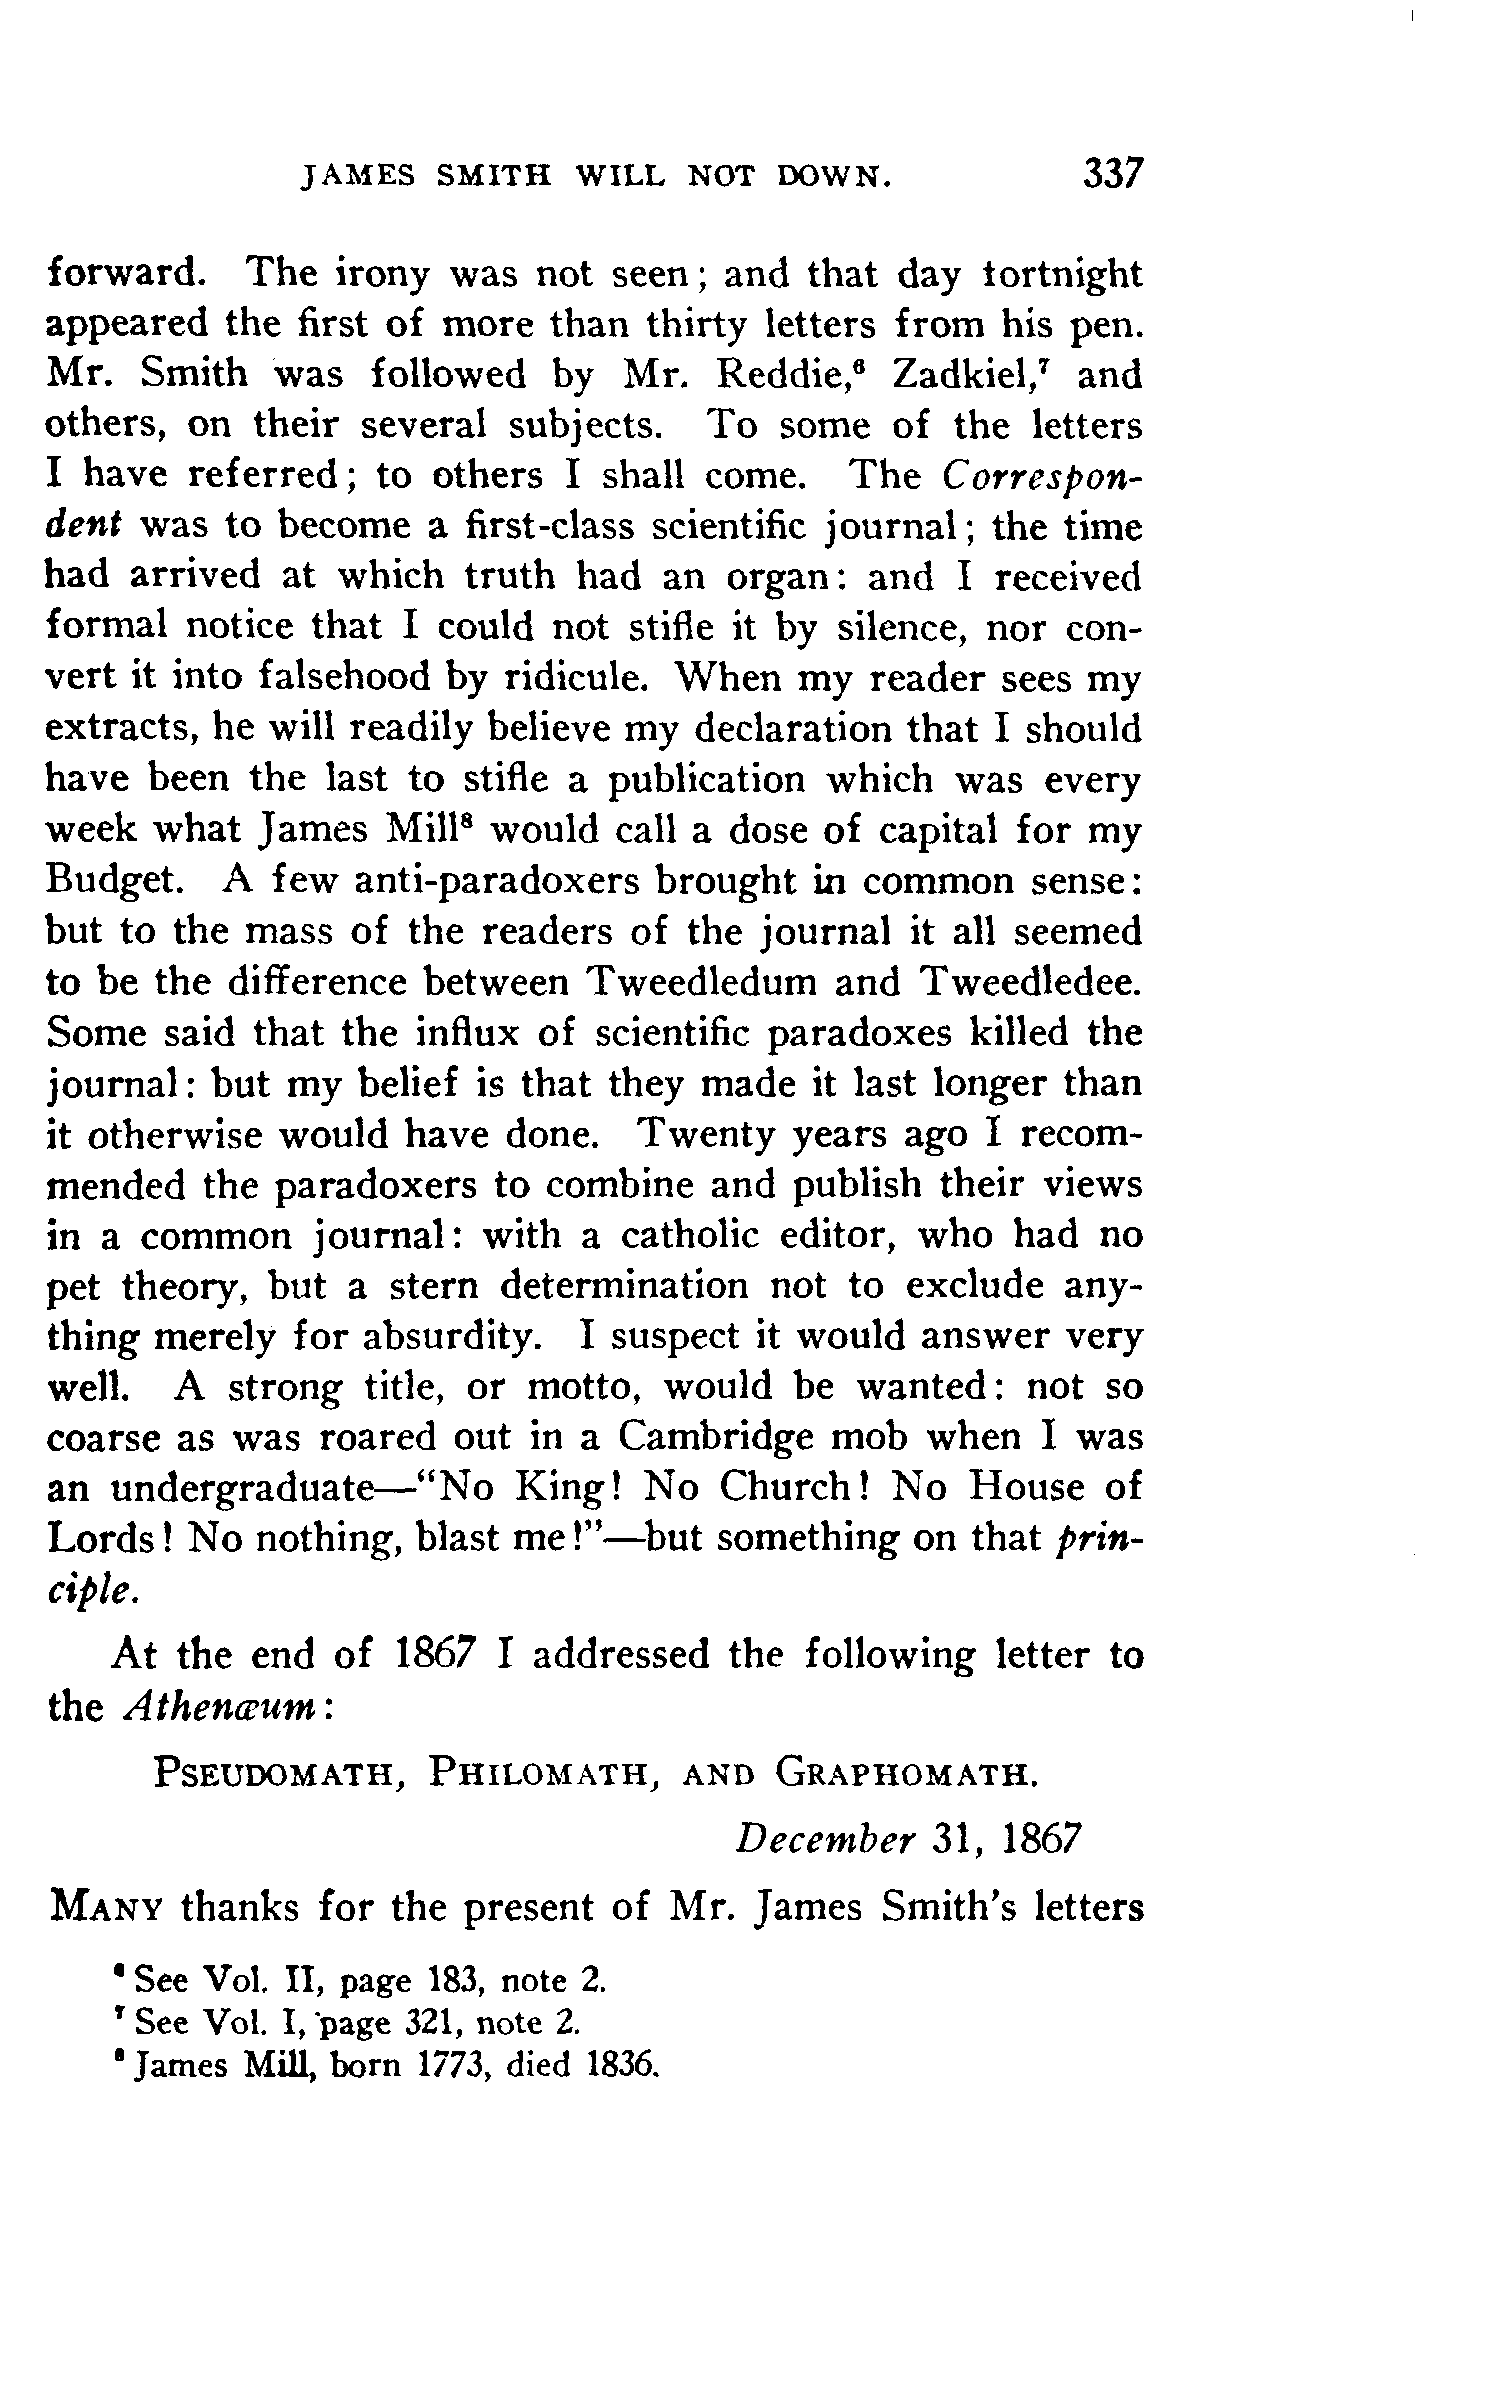 JAMES SMITH WILL NOT DOWN. 337
forward. The irony was not seen; and that day tortnight
appeared the first of more than thirty letters from his pen.
Mr. Smith was followed by Mr. Reddie,⁶ Zadkiel,⁷ and
others, on their several subjects. To some of the letters
I have referred; to others I shall come. The Correspon-
dent was to become a first-class scientific journal; the time
had arrived at which truth had an organ: and I received
formal notice that I could not stifle it by silence, nor con-
vert it into falsehood by ridicule. When my reader sees my
extracts, he will readily believe my declaration that I should
have been the last to stifle a publication which was every
week what James Mill⁸ would call a dose of capital for my
Budget. A few anti-paradoxers brought in common sense:
but to the mass of the readers of the journal it all seemed
to be the difference between Tweedledum and Tweedledee.
Some said that the influx of scientific paradoxes killed the
journal: but my belief is that they made it last longer than
it otherwise would have done. Twenty years ago I recom-
mended the paradoxers to combine and publish their views
in a common journal: with a catholic editor, who had no
pet theory, but a stern determination not to exclude any-
thing merely for absurdity. I suspect it would answer very
well. A strong title, or motto, would be wanted: not so
coarse as was roared out in a Cambridge mob when I was
an undergraduate—“No King! No Church! No House of
Lords! No nothing, blast me!”—but something on that prin-
ciple.
At the end of 1867 I addressed the following letter to
the Athenæum:
PSEUDOMATH, PHILOMATH, AND GRAPHOMATH.
December 31, 1867
MANY thanks for the present of Mr. James Smith's letters
⁶ See Vol. II, page 183, note 2.
⁷ See Vol. I, page 321, note 2.
⁸ James Mill, born 1773, died 1836.